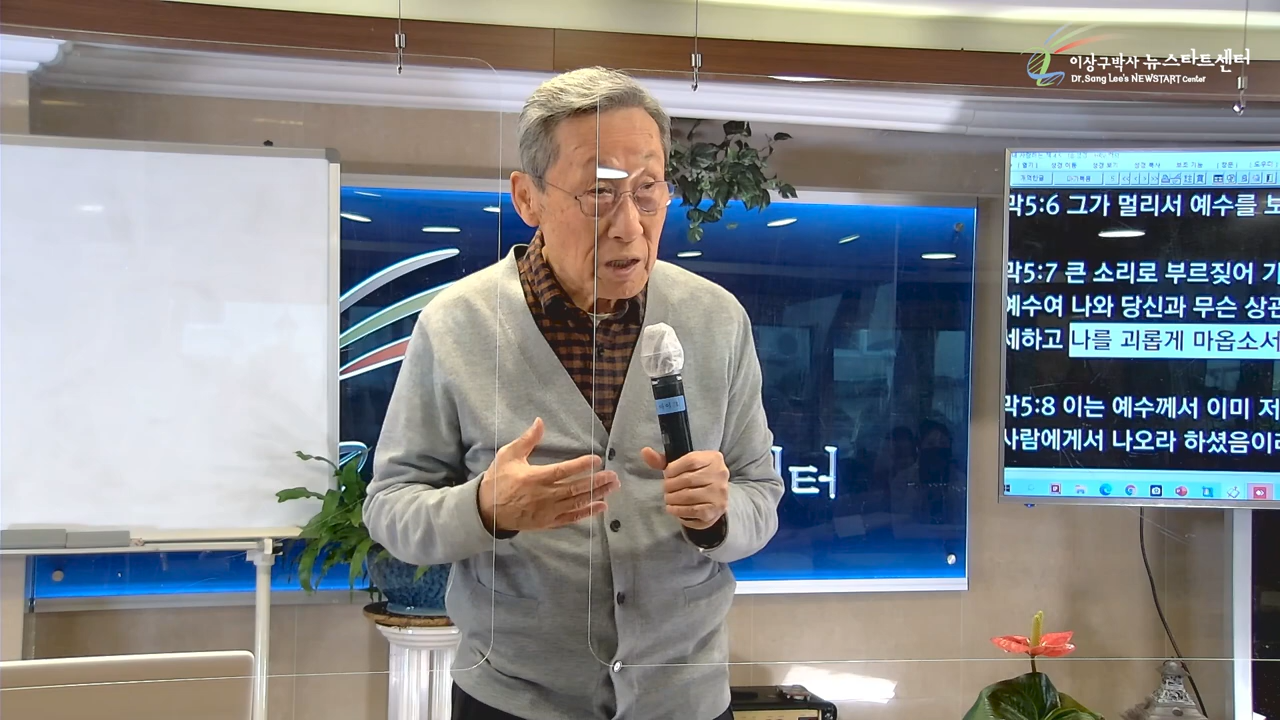 이상구박사 뉴스타트센터
Dr. Sang Lee's NEWSTART Center
막5:6 그가 멀리서 예수를 보
막5:7 큰 소리로 부르짖어 가
예수여 나와 당신과 무슨 상관
세하고 나를 괴롭게 마옵소서
막5:8 이는 예수께서 이미 저
사람에게서 나오라 하셨음이라
센터